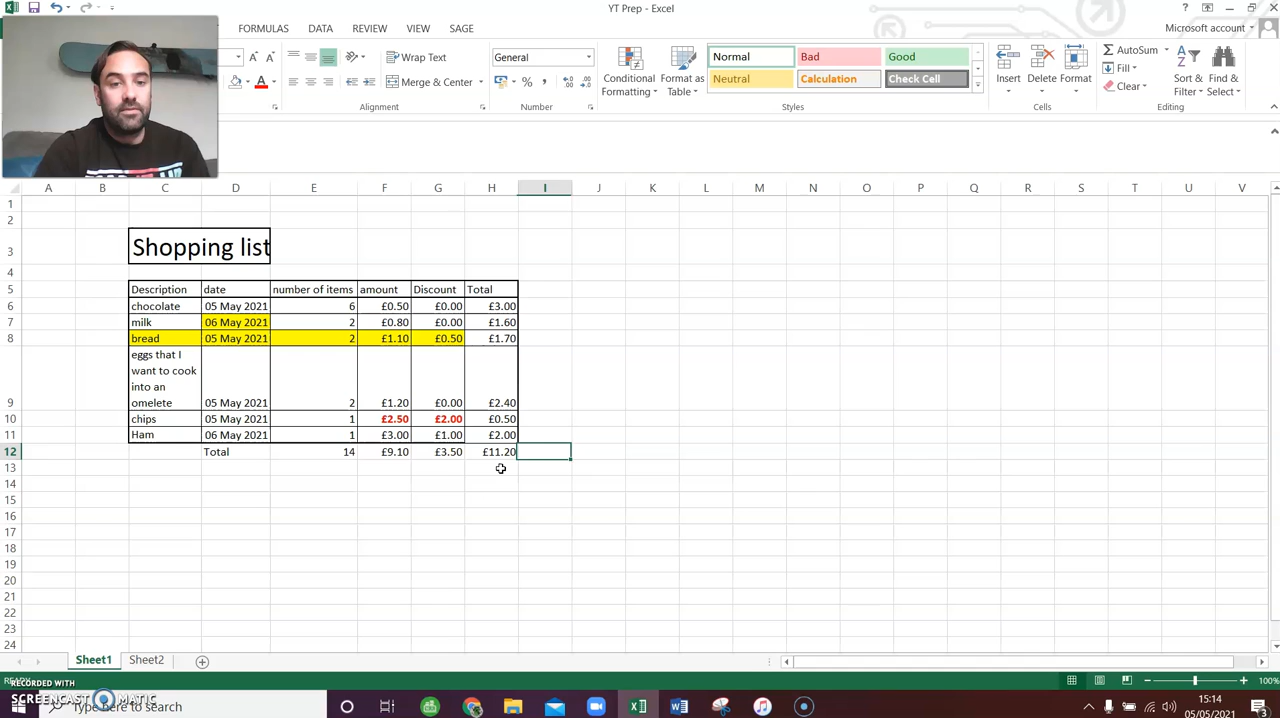 YT Prep - Excel
FORMULAS DATA REVIEW VIEW SAGE
Microsoft account
Wrap Text
General
Merge & Center
Conditional Formatting
Format as Table
Normal Bad Good
Neutral Calculation Check Cell
Insert Delete Format
AutoSum
Fill
Clear
Sort & Filter
Find & Select
Alignment Number Styles Cells Editing
A B C D E F G H I J K L M N O P Q R S T U V
1
2
3 Shopping list
4
5 Description date number of items amount Discount Total
6 chocolate 05 May 2021 6 £0.50 £0.00 £3.00
7 milk 06 May 2021 2 £0.80 £0.00 £1.60
8 bread 05 May 2021 2 £1.10 £0.50 £1.70
eggs that I
want to cook
into an
9 omelete 05 May 2021 2 £1.20 £0.00 £2.40
10 chips 05 May 2021 1 £2.50 £2.00 £0.50
11 Ham 06 May 2021 1 £3.00 £1.00 £2.00
12 Total 14 £9.10 £3.50 £11.20
13
14
15
16
17
18
19
20
21
22
23
24
Sheet1 Sheet2
100%
RECORDED WITH
SCREENCAST MATIC
Type here to search
15:14
05/05/2021
3